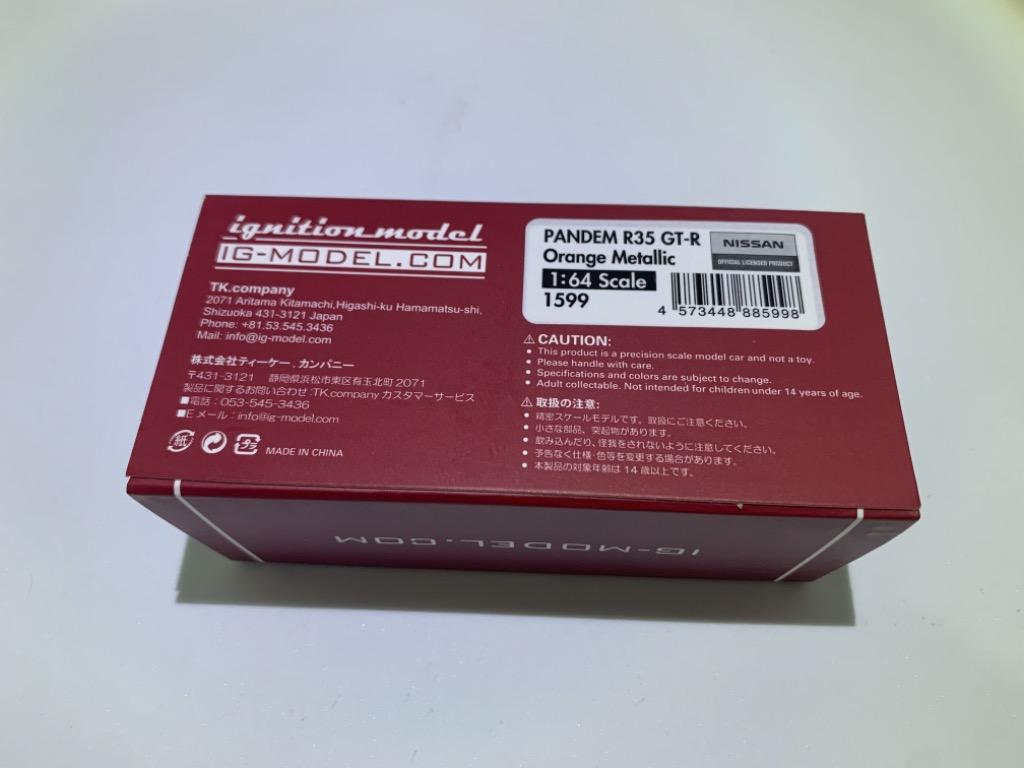 ignition model
IG-MODEL.COM
TK.company
2071 Aritama Kitamachi,Higashi-ku Hamamatsu-shi,
Shizuoka 431-3121 Japan
Phone: +81.53.545.3436
Mail: info@ig-model.com
株式会社ティーケー.カンパニー
〒431-3121 静岡県浜松市東区有玉北町2071
製品に関するお問い合わせ:TK.company カスタマーサービス
■電話:053-545-3436
■Eメール:info@ig-model.com
紙
プラ
MADE IN CHINA
PANDEM R35 GT-R
Orange Metallic
1:64 Scale
1599
NISSAN
OFFICIAL LICENSED PRODUCT
4 573448 885998
⚠CAUTION:
• This product is a precision scale model car and not a toy.
• Please handle with care.
• Specifications and colors are subject to change.
• Adult collectable. Not intended for children under 14 years of age.
⚠取扱の注意:
• 精密スケールモデルです。取扱にご注意ください。
• 小さな部品、突起物があります。
• 飲み込んだり、怪我をされないように注意してください。
• 予告なく仕様・色等を変更する場合があります。
• 本製品の対象年齢は14歳以上です。
IG-MODEL.COM